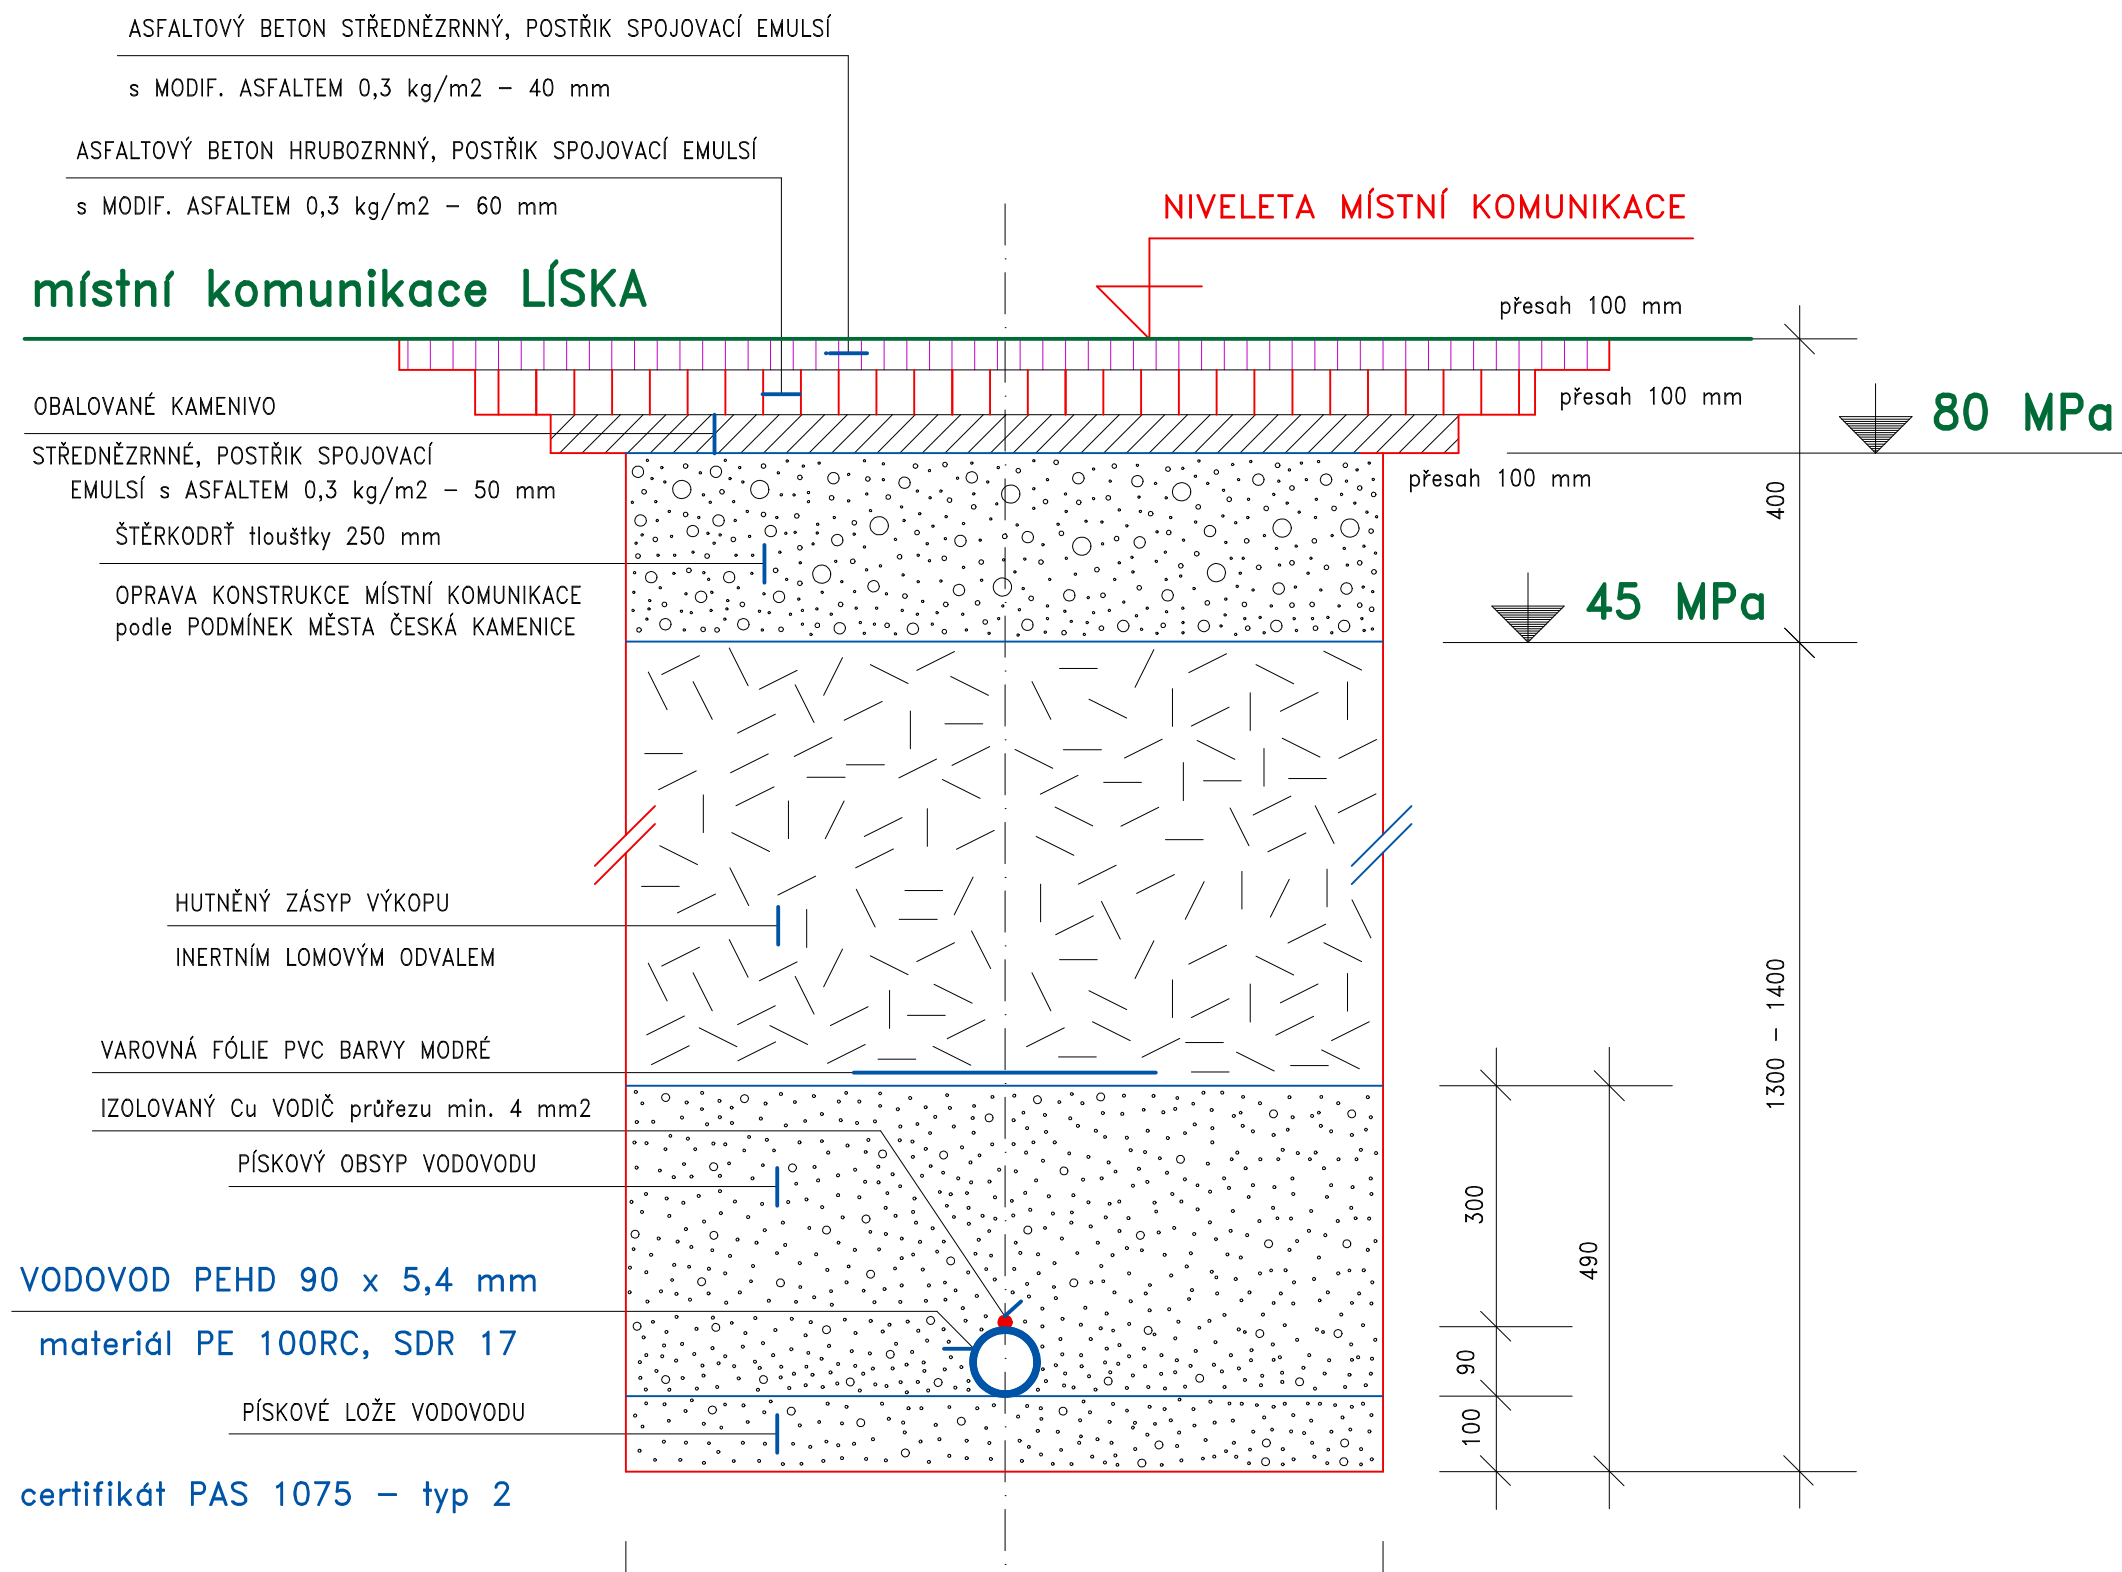 ASFALTOVÝ BETON STŘEDNĚZRNNÝ, POSTŘIK SPOJOVACÍ EMULSÍ
s MODIF. ASFALTEM 0,3 kg/m2 – 40 mm
ASFALTOVÝ BETON HRUBOZRNNÝ, POSTŘIK SPOJOVACÍ EMULSÍ
s MODIF. ASFALTEM 0,3 kg/m2 – 60 mm
NIVELETA MÍSTNÍ KOMUNIKACE
místní komunikace LÍSKA
přesah 100 mm
přesah 100 mm
80 MPa
OBALOVANÉ KAMENIVO
STŘEDNĚZRNNÉ, POSTŘIK SPOJOVACÍ
EMULSÍ s ASFALTEM 0,3 kg/m2 – 50 mm
přesah 100 mm
400
ŠTĚRKODRŤ tloušťky 250 mm
OPRAVA KONSTRUKCE MÍSTNÍ KOMUNIKACE
podle PODMÍNEK MĚSTA ČESKÁ KAMENICE
45 MPa
HUTNĚNÝ ZÁSYP VÝKOPU
INERTNÍM LOMOVÝM ODVALEM
1300 – 1400
VAROVNÁ FÓLIE PVC BARVY MODRÉ
IZOLOVANÝ Cu VODIČ průřezu min. 4 mm2
PÍSKOVÝ OBSYP VODOVODU
300
490
VODOVOD PEHD 90 x 5,4 mm
materiál PE 100RC, SDR 17
90
PÍSKOVÉ LOŽE VODOVODU
100
certifikát PAS 1075 – typ 2